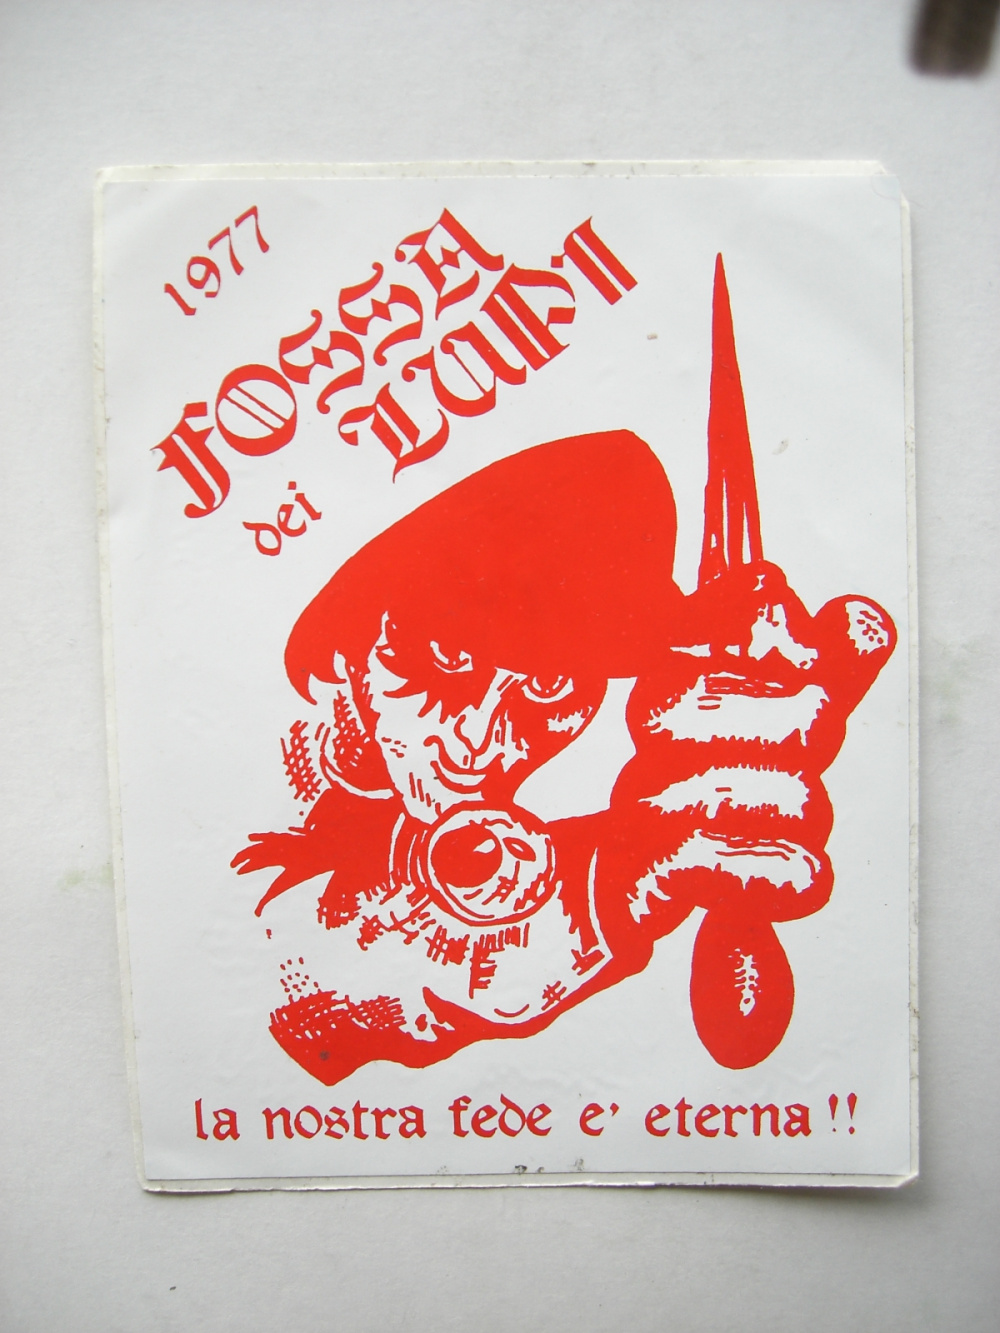 1977
FOSSA
dei LUPI
la nostra fede e' eterna!!